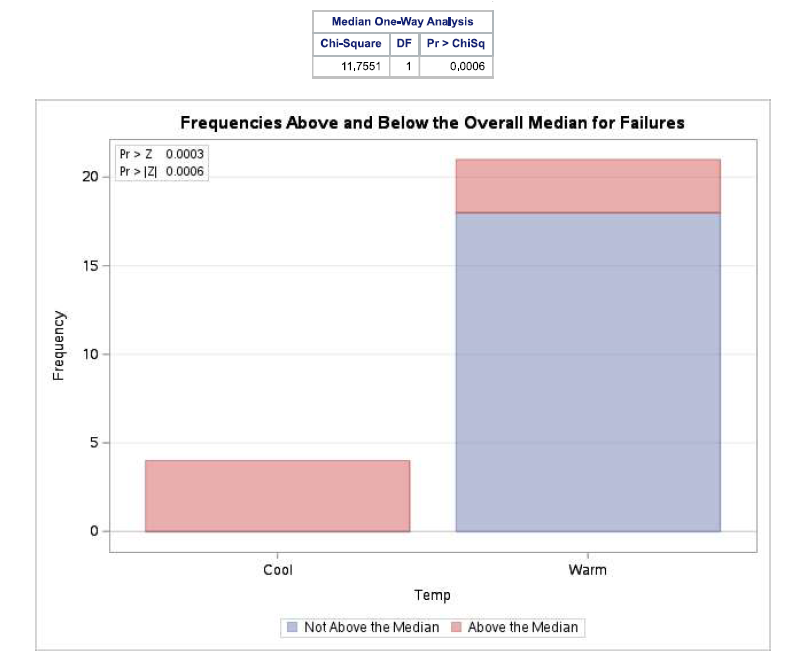 Median One-Way Analysis
Chi-Square DF Pr > ChiSq
11,7551 1 0,0006
Frequencies Above and Below the Overall Median for Failures
Pr > Z 0.0003
Pr > |Z| 0.0006
20
15
10
5
0
Frequency
Cool Warm
Temp
Not Above the Median Above the Median